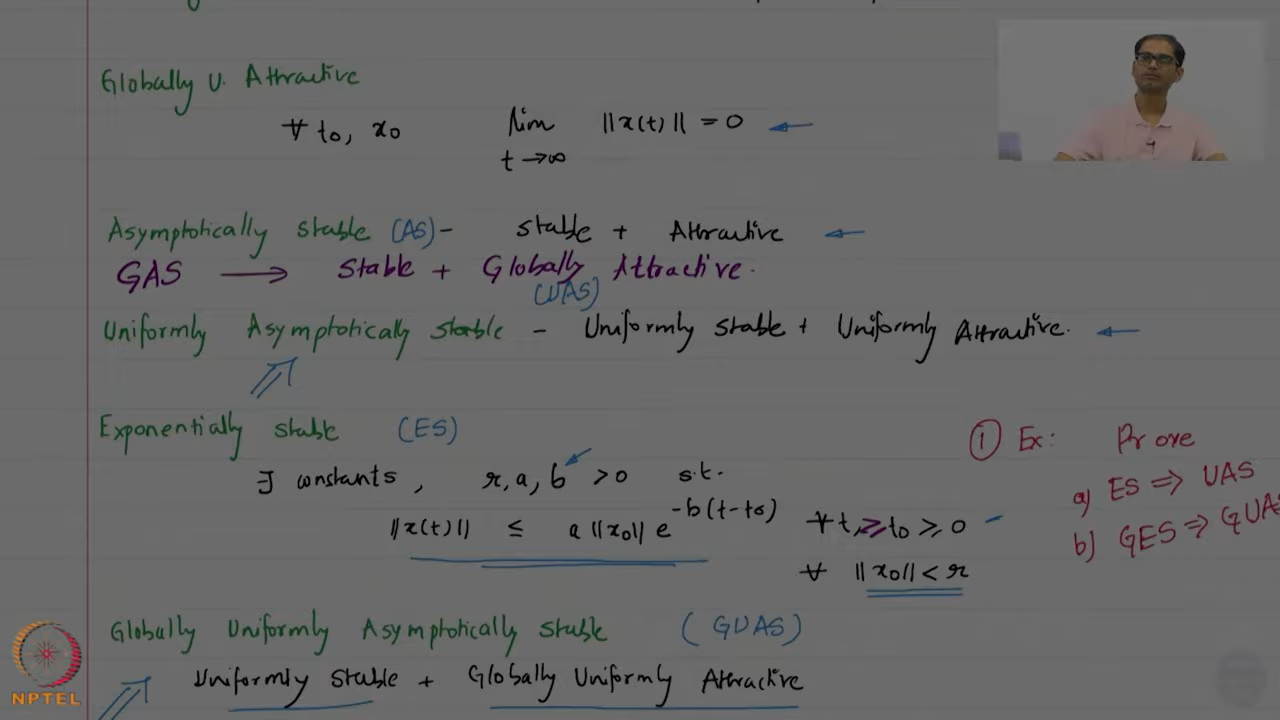 Globally U. Attractive
∀ t₀, x₀    lim    ||x(t)|| = 0 ←
t → ∞
Asymptotically Stable (AS) - Stable + Attractive ←
GAS → Stable + Globally Attractive.
(UAS)
Uniformly Asymptotically Stable - Uniformly Stable + Uniformly Attractive. ←
Exponentially Stable (ES)
① Ex: Prove
∃ constants, r, a, b > 0 s.t.
a) ES ⇒ UAS
||x(t)|| ≤ a ||x₀|| e^{-b(t-t₀)} ∀ t, ≥ t₀ ≥ 0
b) GES ⇒ GUAS
∀ ||x₀|| < r
Globally Uniformly Asymptotically Stable (GUAS)
Uniformly Stable + Globally Uniformly Attractive
NPTEL